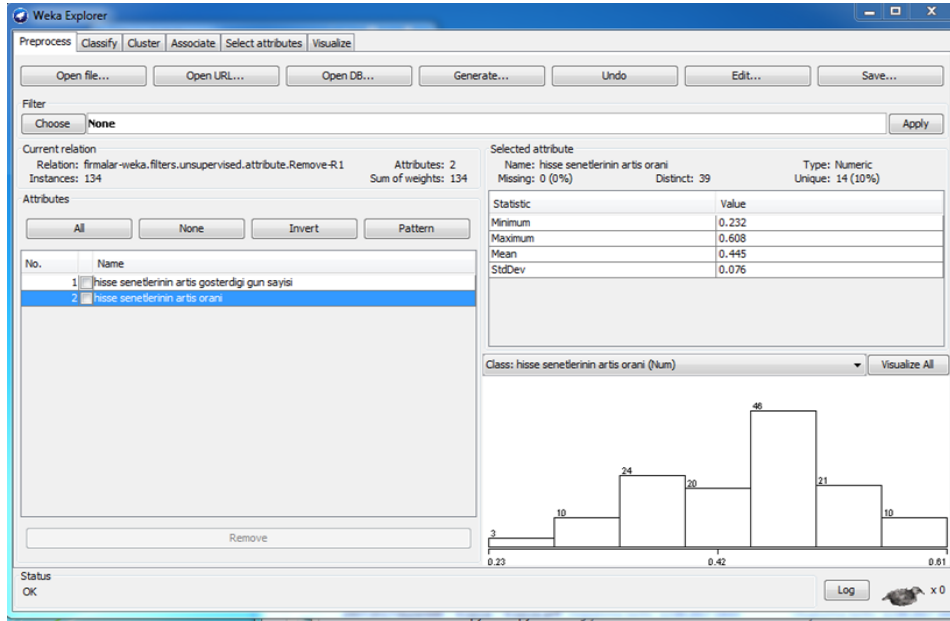 Weka Explorer
Preprocess Classify Cluster Associate Select attributes Visualize
Open file... Open URL... Open DB... Generate... Undo Edit... Save...
Filter
Choose None Apply
Current relation
Relation: firmalar-weka.filters.unsupervised.attribute.Remove-R1 Attributes: 2
Instances: 134 Sum of weights: 134
Attributes
All None Invert Pattern
No. Name
1 hisse senetlerinin artis gosterdigi gun sayisi
2 hisse senetlerinin artis orani
Remove
Selected attribute
Name: hisse senetlerinin artis orani Type: Numeric
Missing: 0 (0%) Distinct: 39 Unique: 14 (10%)
Statistic Value
Minimum 0.232
Maximum 0.608
Mean 0.445
StdDev 0.076
Class: hisse senetlerinin artis orani (Num) Visualize All
46
24
20 21
10 10
3
0.23 0.42 0.61
Status
OK Log x 0